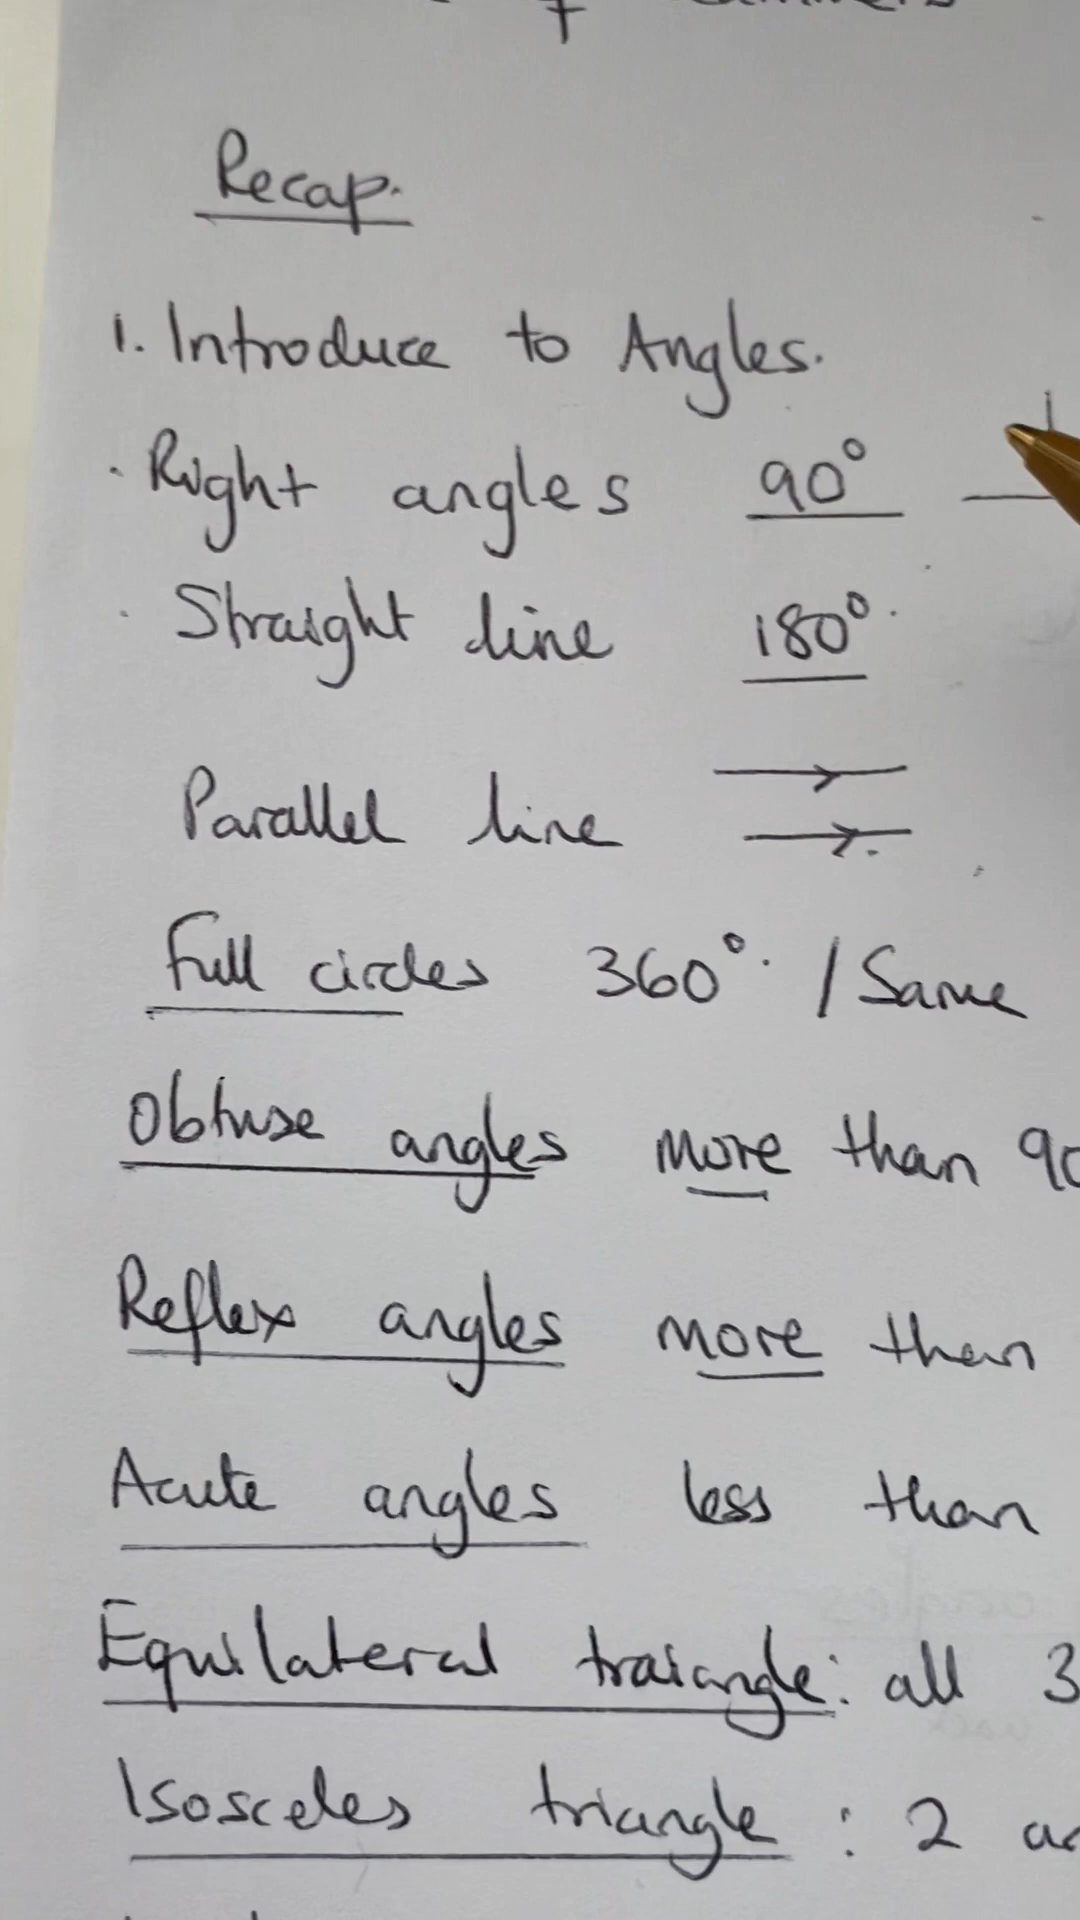 Recap.
1. Introduce to Angles.
· Right angles 90°
· Straight line 180°.
Parallel line
Full circles 360°. / Same
Obtuse angles more than 90
Reflex angles more than
Acute angles less than
Equilateral traiangle: all 3
Isosceles triangle : 2